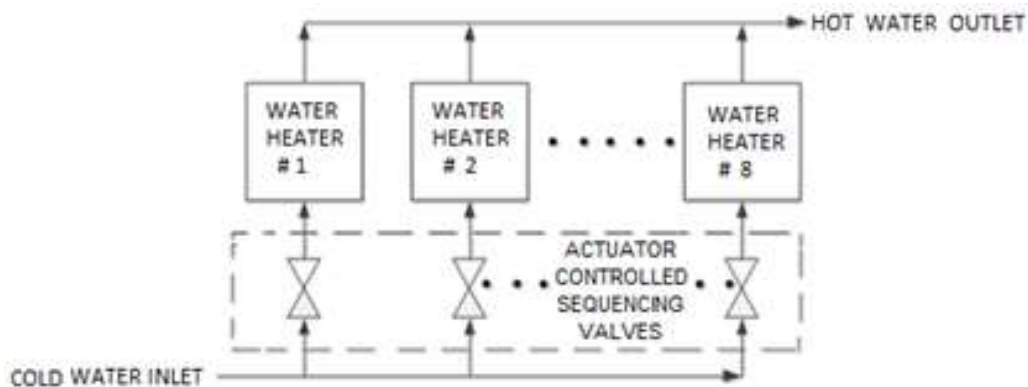 HOT WATER OUTLET
WATER
HEATER
# 1
WATER
HEATER
# 2
WATER
HEATER
# 8
ACTUATOR
CONTROLLED
SEQUENCING
VALVES
COLD WATER INLET